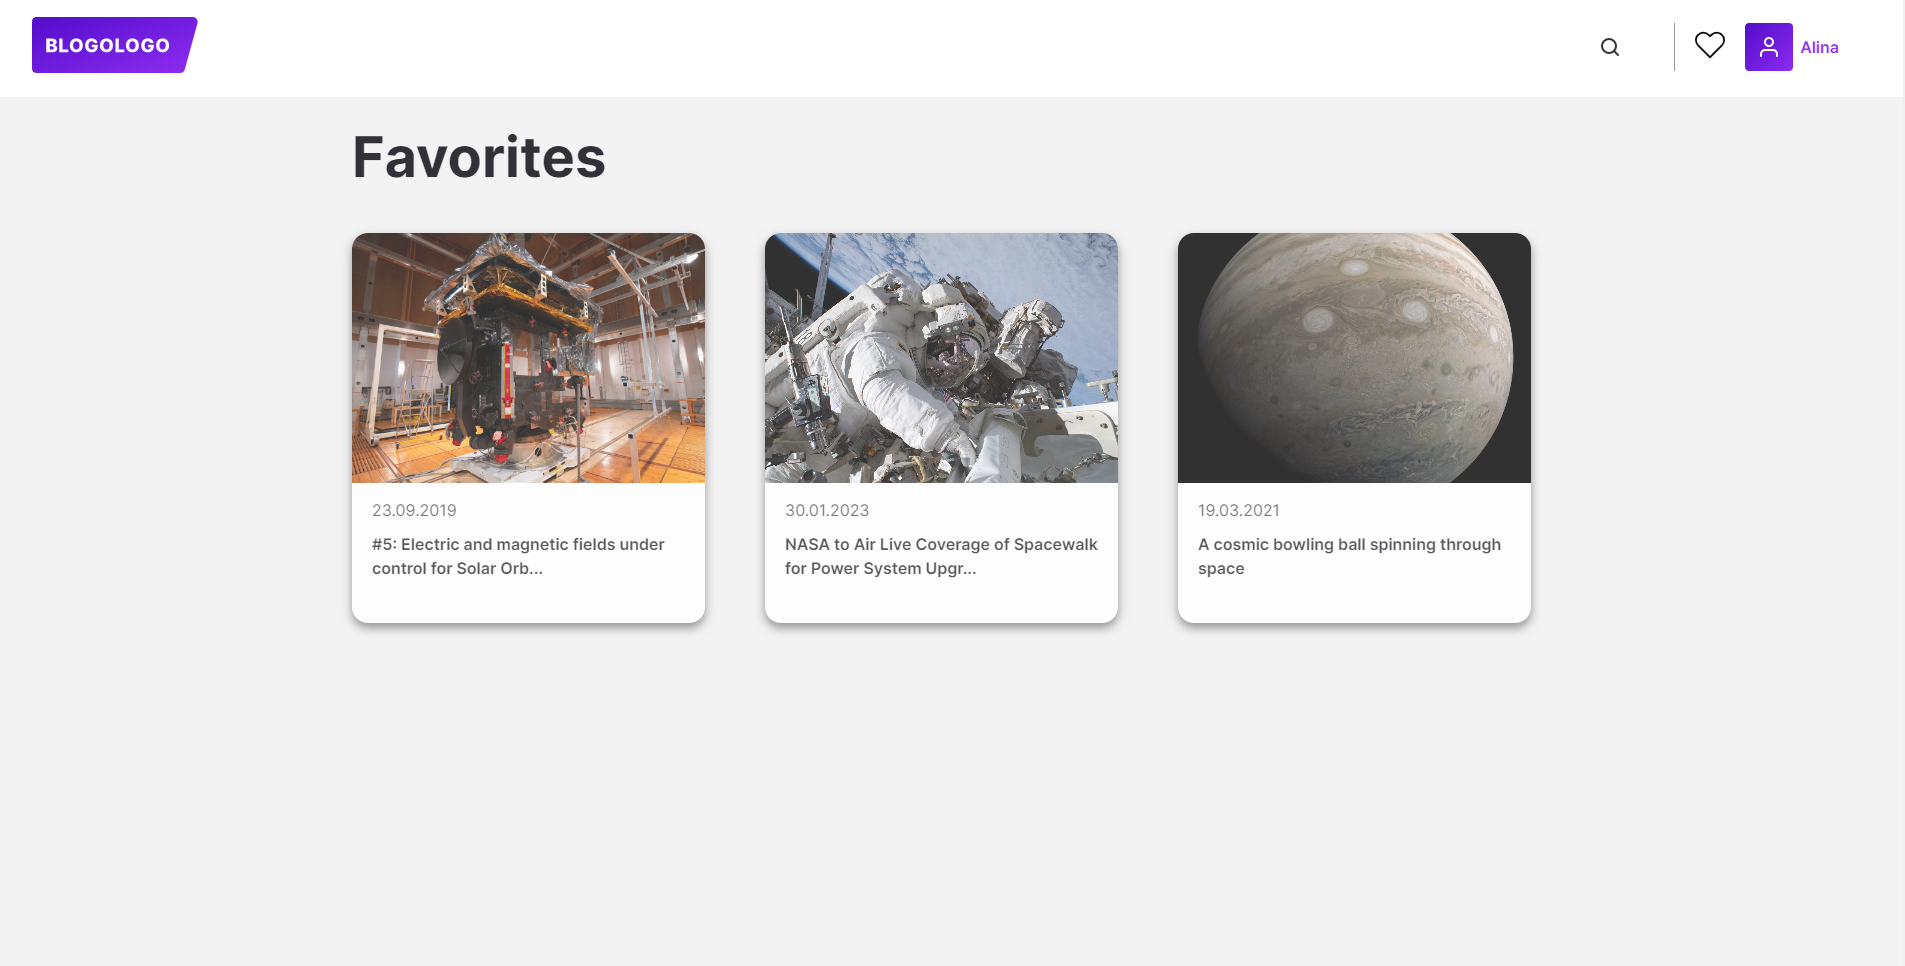 BLOGOLOGO
Alina
Favorites
23.09.2019
#5: Electric and magnetic fields under
control for Solar Orb...
30.01.2023
NASA to Air Live Coverage of Spacewalk
for Power System Upgr...
19.03.2021
A cosmic bowling ball spinning through
space